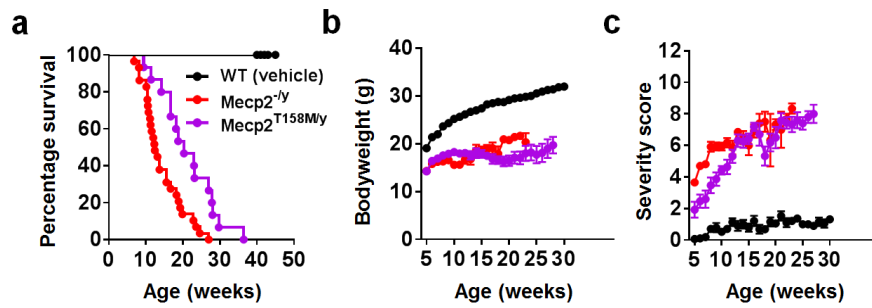 a
Percentage survival
100
80
60
40
20
0
0 10 20 30 40 50
Age (weeks)
WT (vehicle)
Mecp2-/y
Mecp2T158M/y
b
Bodyweight (g)
40
30
20
10
0
5 10 15 20 25 30
Age (weeks)
c
Severity score
12
10
8
6
4
2
0
5 10 15 20 25 30
Age (weeks)